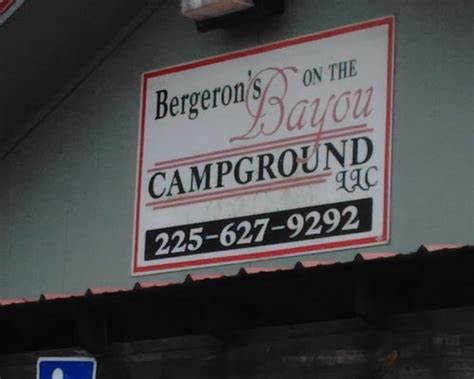 Bergeron's ON THE
Bayou
CAMPGROUND
LLC
225-627-9292